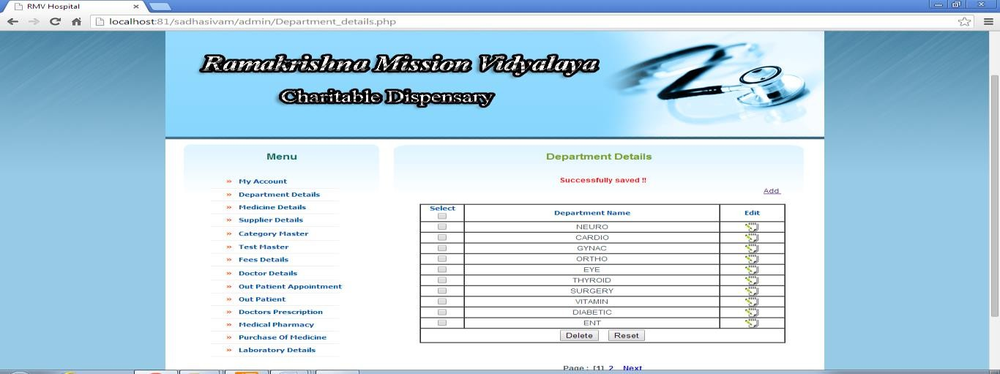 RMV Hospital
localhost:81/sadhasivam/admin/Department_details.php
Ramakrishna Mission Vidyalaya
Charitable Dispensary
Menu
» My Account
» Department Details
» Medicine Details
» Supplier Details
» Category Master
» Test Master
» Fees Details
» Doctor Details
» Out Patient Appointment
» Out Patient
» Doctors Prescription
» Medical Pharmacy
» Purchase Of Medicine
» Laboratory Details
Department Details
Successfully saved !!
Add
Select Department Name Edit
NEURO
CARDIO
GYNAC
ORTHO
EYE
THYROID
SURGERY
VITAMIN
DIABETIC
ENT
Delete Reset
Page : [1] 2 Next